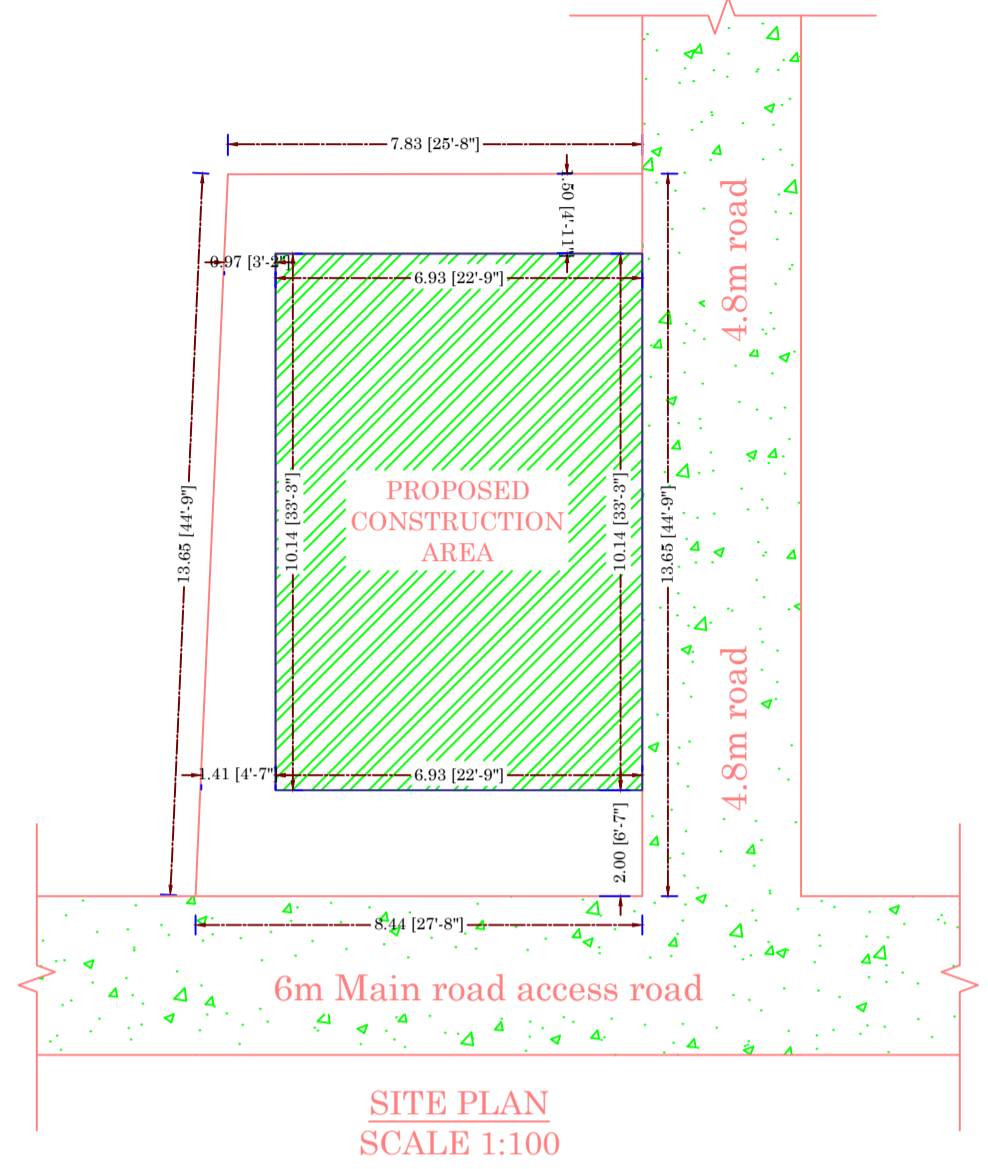 7.83 [25'-8"]
1.50 [4'-11"]
0.97 [3'-2"]
6.93 [22'-9"]
4.8m road
13.65 [44'-9"]
10.14 [33'-3"]
PROPOSED
CONSTRUCTION
AREA
10.14 [33'-3"]
13.65 [44'-9"]
4.8m road
1.41 [4'-7"]
6.93 [22'-9"]
2.00 [6'-7"]
8.44 [27'-8"]
6m Main road access road
SITE PLAN
SCALE 1:100